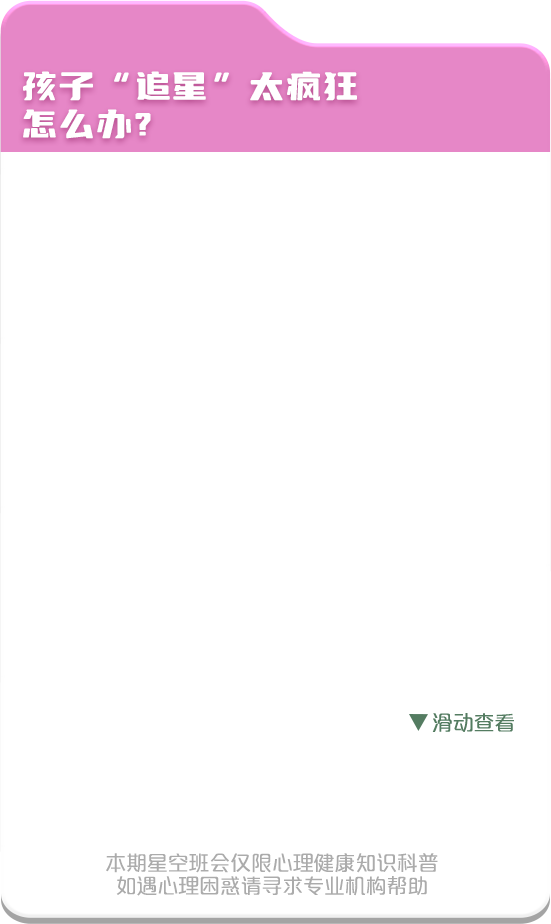 孩子“追星”太疯狂
怎么办?
▼滑动查看
本期星空班会仅限心理健康知识科普
如遇心理困惑请寻求专业机构帮助